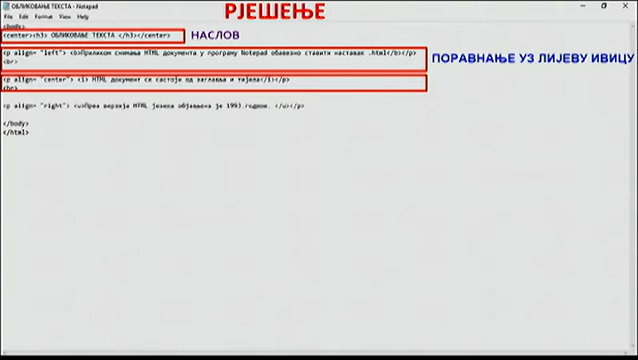 ОБЛИКОВАЊЕ ТЕКСТА - Notepad
РЈЕШЕЊЕ
File Edit Format View Help
<body>
<center><h3> ОБЛИКОВАЊЕ ТЕКСТА </h3></center>
НАСЛОВ
<p align= "left"> <b>Приликом снимања HTML документа у програму Notepad обавезно ставити наставак .html</b></p>
ПОРАВНАЊЕ УЗ ЛИЈЕВУ ИВИЦУ
<br>
<p align= "center"> <i> HTML документ се састоји од заглавља и тијела</i></p>
<br>
<p align= "right"> <u>Прва верзија HTML језика објављена је 1993.године. </u></p>
</body>
</html>